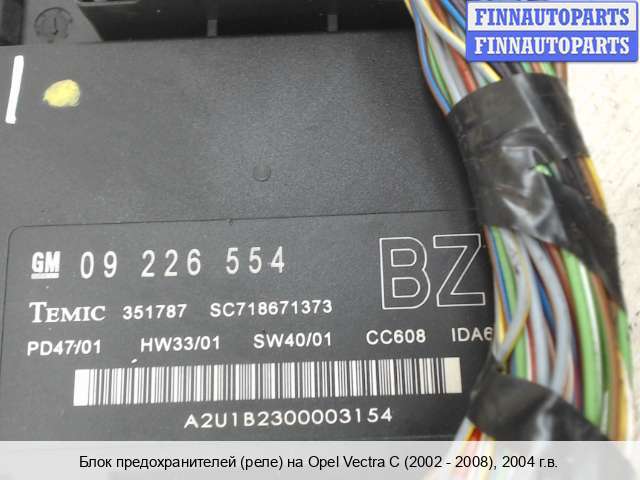 FINNAUTOPARTS
FINNAUTOPARTS
GM 09 226 554
BZ
TEMIC 351787 SC718671373
PD47/01 HW33/01 SW40/01 CC608 IDA6
A2U1B2300003154
Блок предохранителей (реле) на Opel Vectra C (2002 - 2008), 2004 г.в.